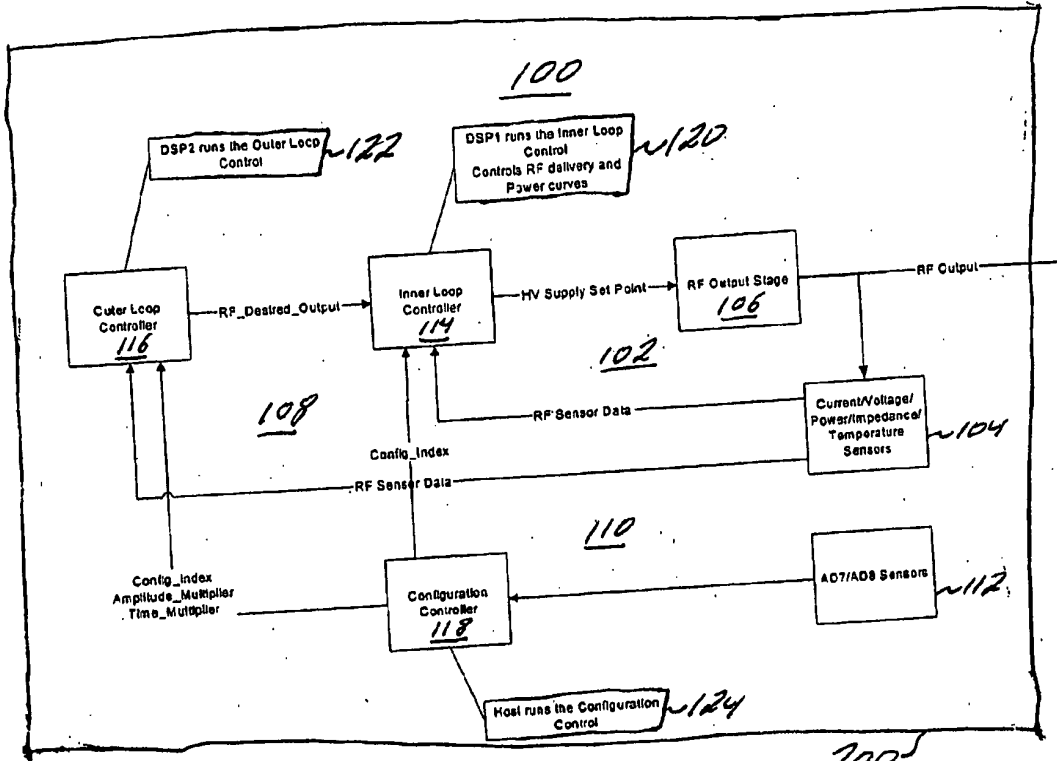 100
DSP2 runs the Outer Loop
Control
122
DSP1 runs the Inner Loop
Control
Controls RF delivery and
Power curves
120
Outer Loop
Controller
116
RF_Desired_Output
Inner Loop
Controller
114
HV Supply Set Point
RF Output Stage
106
RF Output
102
108
RF Sensor Data
Current/Voltage/
Power/Impedance/
Temperature
Sensors
104
Config_Index
RF Sensor Data
110
Config_Index
Amplitude_Multiplier
Time_Multiplier
Configuration
Controller
118
AD7/AD8 Sensors
112
Host runs the Configuration
Control
124
200